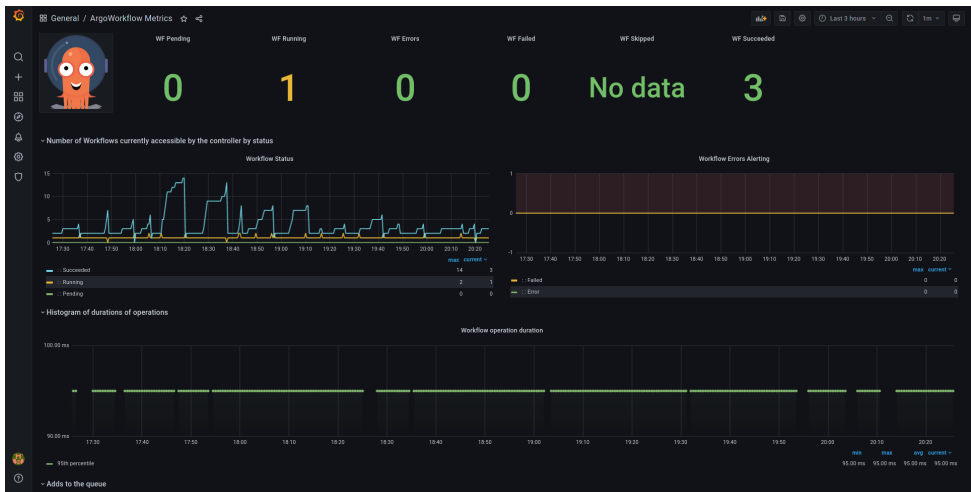 General / ArgoWorkflow Metrics
Last 3 hours
1m
WF Pending
WF Running
WF Errors
WF Failed
WF Skipped
WF Succeeded
0
1
0
0
No data
3
Number of Workflows currently accessible by the controller by status
Workflow Status
15
10
5
0
17:30 17:40 17:50 18:00 18:10 18:20 18:30 18:40 18:50 19:00 19:10 19:20 19:30 19:40 19:50 20:00 20:10 20:20
max current
: : Succeeded 14 3
: : Running 2 1
: : Pending 0 0
Workflow Errors Alerting
1
0
-1
17:30 17:40 17:50 18:00 18:10 18:20 18:30 18:40 18:50 19:00 19:10 19:20 19:30 19:40 19:50 20:00 20:10 20:20
max current
: : Failed 0 0
: : Error 0 0
Histogram of durations of operations
Workflow operation duration
100.00 ms
90.00 ms
17:30 17:40 17:50 18:00 18:10 18:20 18:30 18:40 18:50 19:00 19:10 19:20 19:30 19:40 19:50 20:00 20:10 20:20
min max avg current
95th percentile 95.00 ms 95.00 ms 95.00 ms 95.00 ms
Adds to the queue